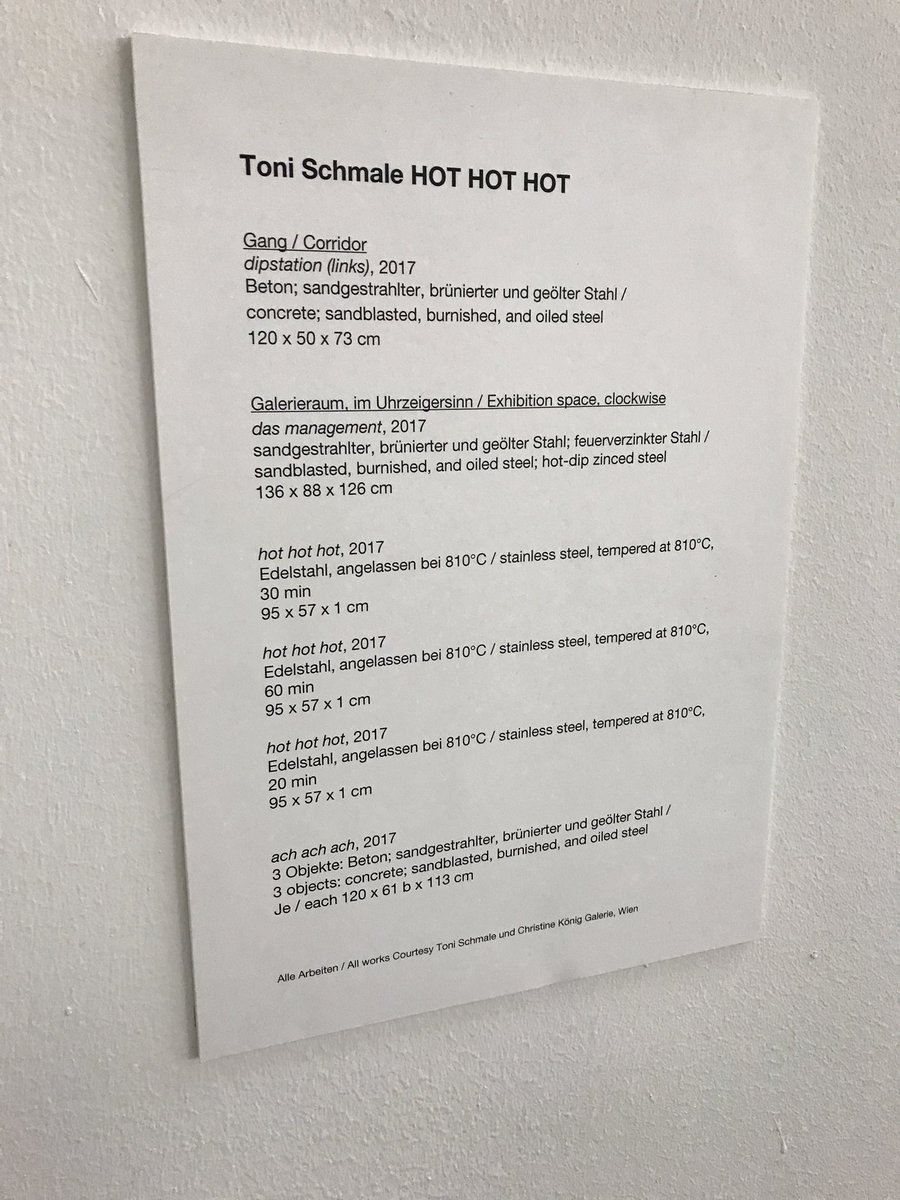 Toni Schmale HOT HOT HOT
Gang / Corridor
dipstation (links), 2017
Beton; sandgestrahlter, brünierter und geölter Stahl /
concrete; sandblasted, burnished, and oiled steel
120 x 50 x 73 cm
Galerieraum, im Uhrzeigersinn / Exhibition space, clockwise
das management, 2017
sandgestrahlter, brünierter und geölter Stahl; feuerverzinkter Stahl /
sandblasted, burnished, and oiled steel; hot-dip zinced steel
136 x 88 x 126 cm
hot hot hot, 2017
Edelstahl, angelassen bei 810°C / stainless steel, tempered at 810°C,
30 min
95 x 57 x 1 cm
hot hot hot, 2017
Edelstahl, angelassen bei 810°C / stainless steel, tempered at 810°C,
60 min
95 x 57 x 1 cm
hot hot hot, 2017
Edelstahl, angelassen bei 810°C / stainless steel, tempered at 810°C,
20 min
95 x 57 x 1 cm
ach ach ach, 2017
3 Objekte: Beton; sandgestrahlter, brünierter und geölter Stahl /
3 objects: concrete; sandblasted, burnished, and oiled steel
Je / each 120 x 61 b x 113 cm
Alle Arbeiten / All works Courtesy Toni Schmale und Christine König Galerie, Wien